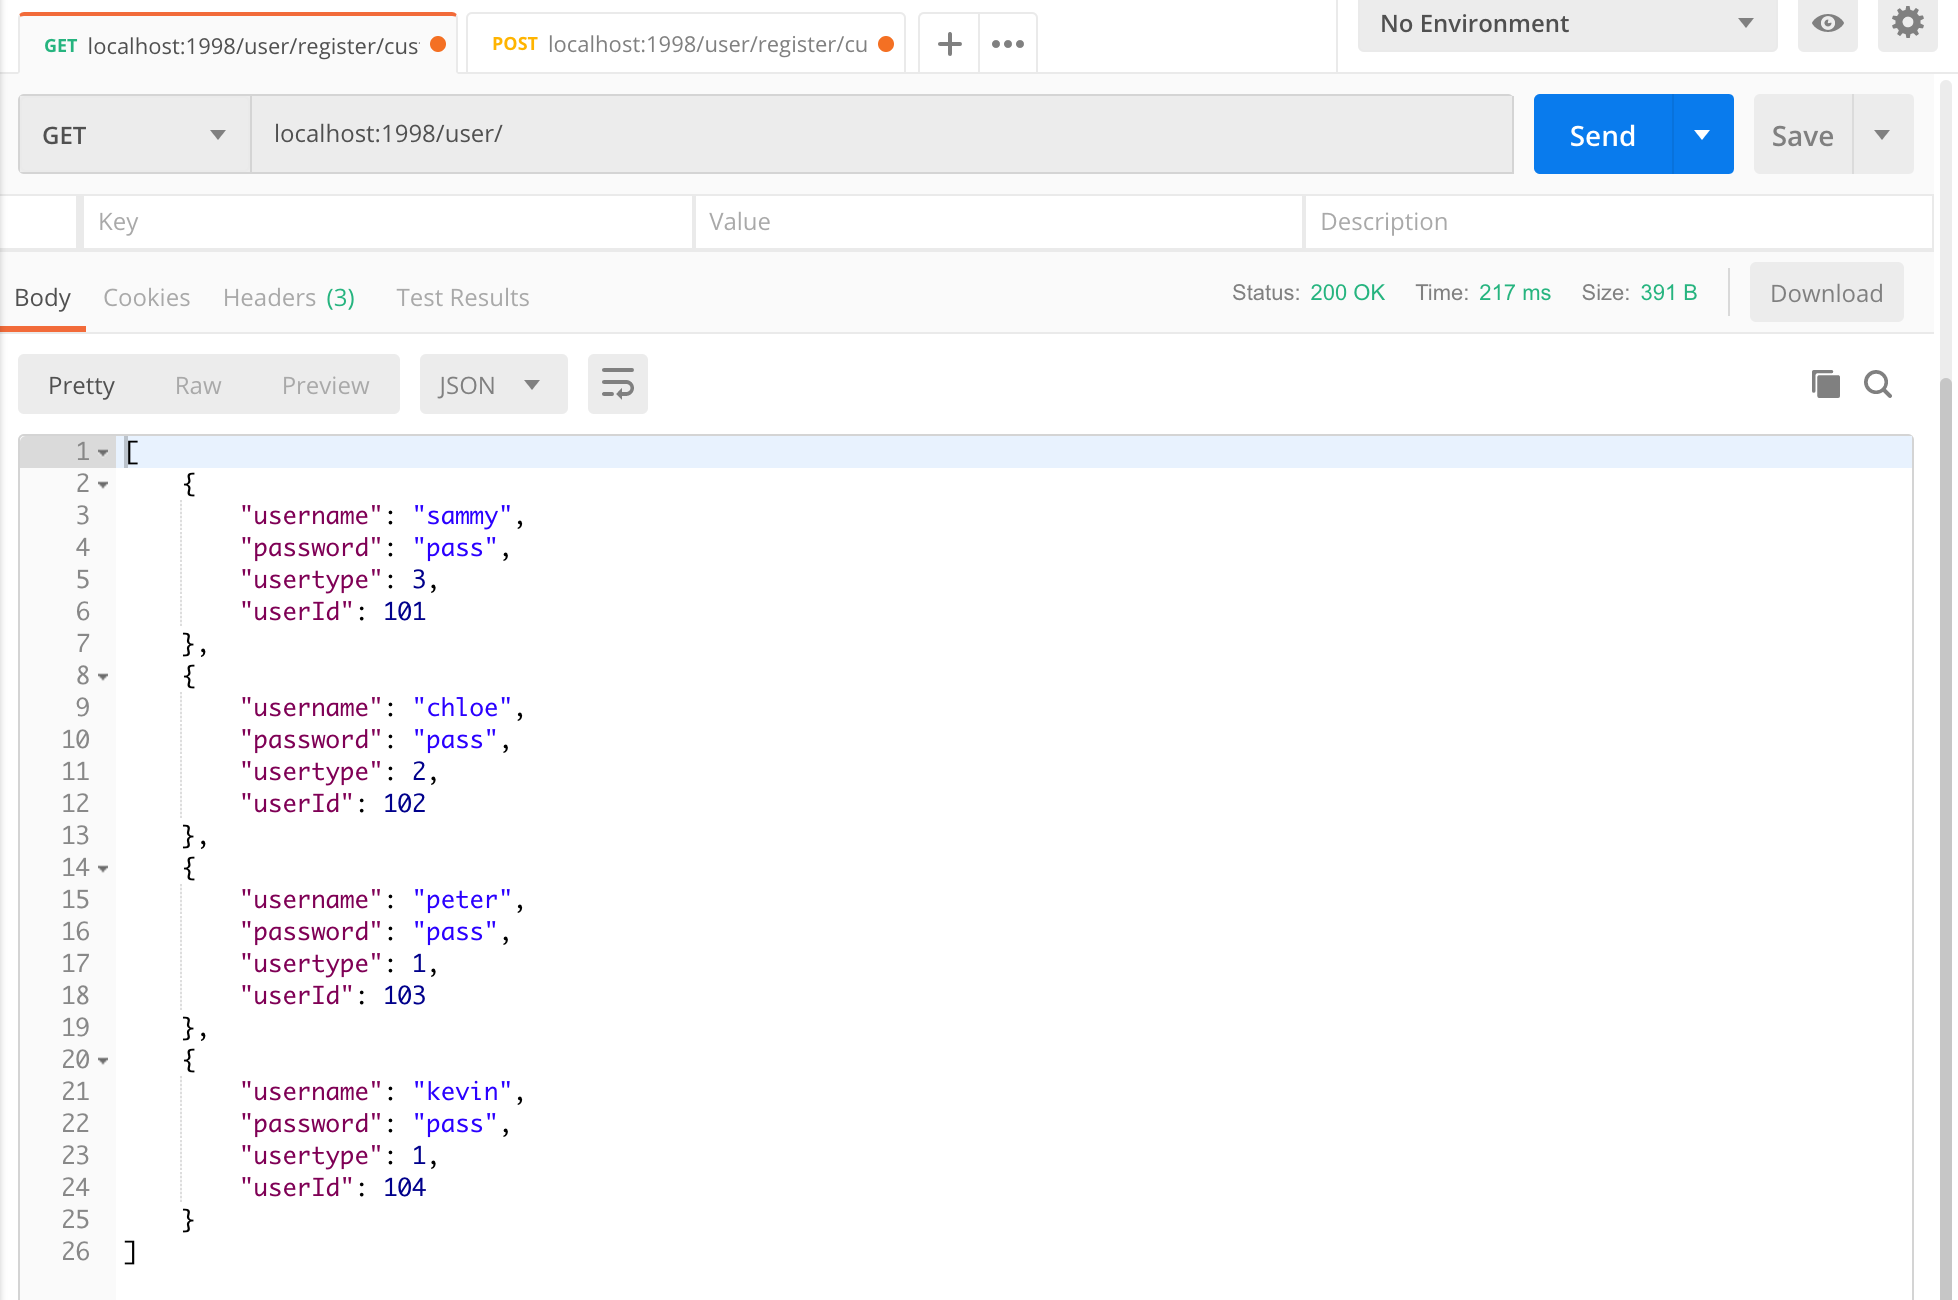 GET localhost:1998/user/register/cus
POST localhost:1998/user/register/cu
No Environment
GET
localhost:1998/user/
Send
Save
Key
Value
Description
Body
Cookies
Headers (3)
Test Results
Status: 200 OK
Time: 217 ms
Size: 391 B
Download
Pretty
Raw
Preview
JSON
1 [
2 {
3 "username": "sammy",
4 "password": "pass",
5 "usertype": 3,
6 "userId": 101
7 },
8 {
9 "username": "chloe",
10 "password": "pass",
11 "usertype": 2,
12 "userId": 102
13 },
14 {
15 "username": "peter",
16 "password": "pass",
17 "usertype": 1,
18 "userId": 103
19 },
20 {
21 "username": "kevin",
22 "password": "pass",
23 "usertype": 1,
24 "userId": 104
25 }
26 ]